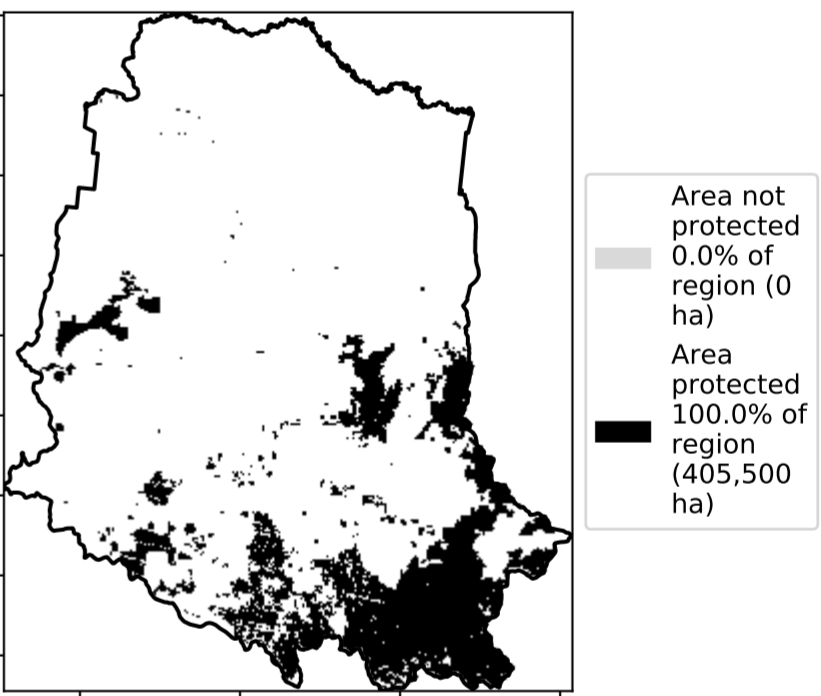 Area not
protected
0.0% of
region (0
ha)
Area
protected
100.0% of
region
(405,500
ha)